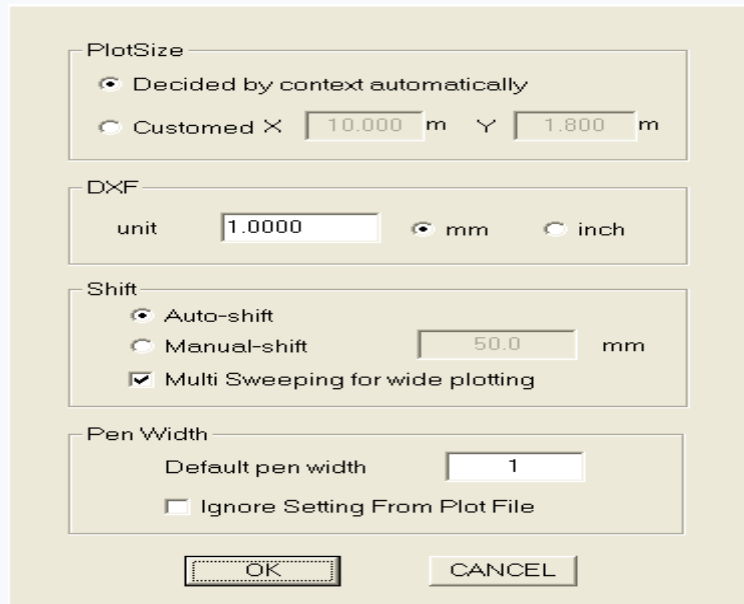 PlotSize
Decided by context automatically
Customed X 10.000 m Y 1.800 m
DXF
unit 1.0000 mm inch
Shift
Auto-shift
Manual-shift 50.0 mm
Multi Sweeping for wide plotting
Pen Width
Default pen width 1
Ignore Setting From Plot File
OK CANCEL